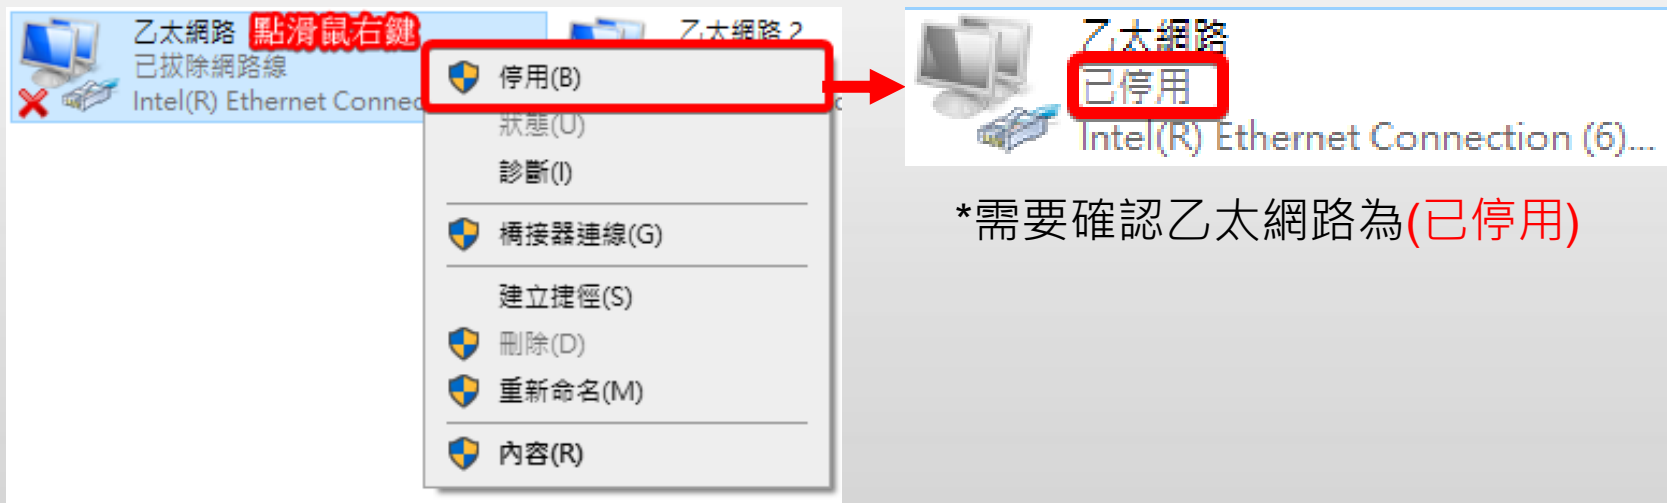 乙太網路 點滑鼠右鍵
已拔除網路線
Intel(R) Ethernet Connec
乙太網路 2
停用(B)
狀態(U)
診斷(I)
橋接器連線(G)
建立捷徑(S)
刪除(D)
重新命名(M)
內容(R)
乙太網路
已停用
Intel(R) Ethernet Connection (6)...
*需要確認乙太網路為(已停用)